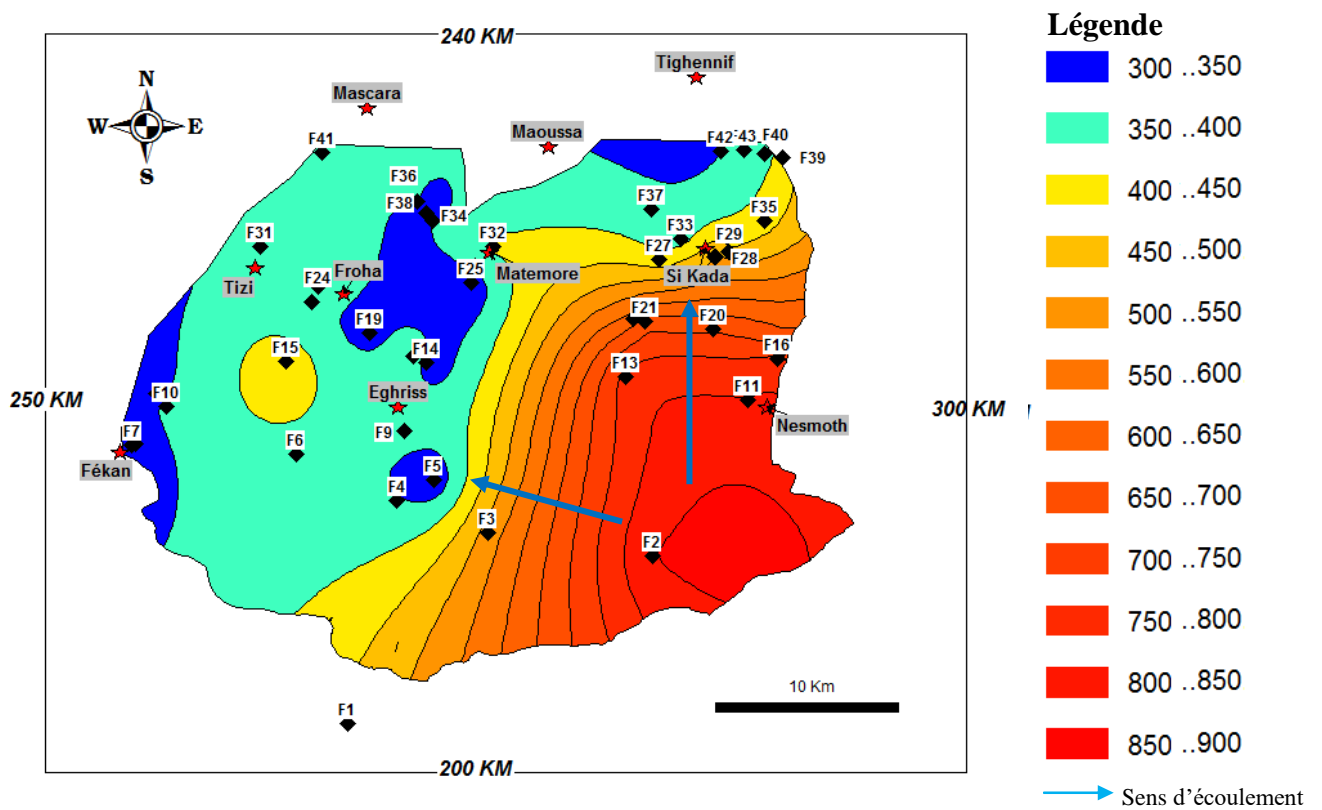 240 KM
Légende
Tighennif
300 ..350
N
Mascara
350 ..400
W E
Maoussa
S
F41
F42
F43
F40
F39
400 ..450
F36
F38
F34
F37
F35
F31
F32
F33
F29
450 ..500
F27
F28
Tizi
Froha
F24
F25
Matemore
Si Kada
500 ..550
F19
F21
F20
F15
F14
F13
F16
550 ..600
F10
Eghriss
F11
250 KM
300 KM
Nesmoth
600 ..650
F7
F9
F6
Fékan
F5
F4
650 ..700
F3
F2
700 ..750
750 ..800
10 Km
800 ..850
F1
850 ..900
200 KM
Sens d'écoulement